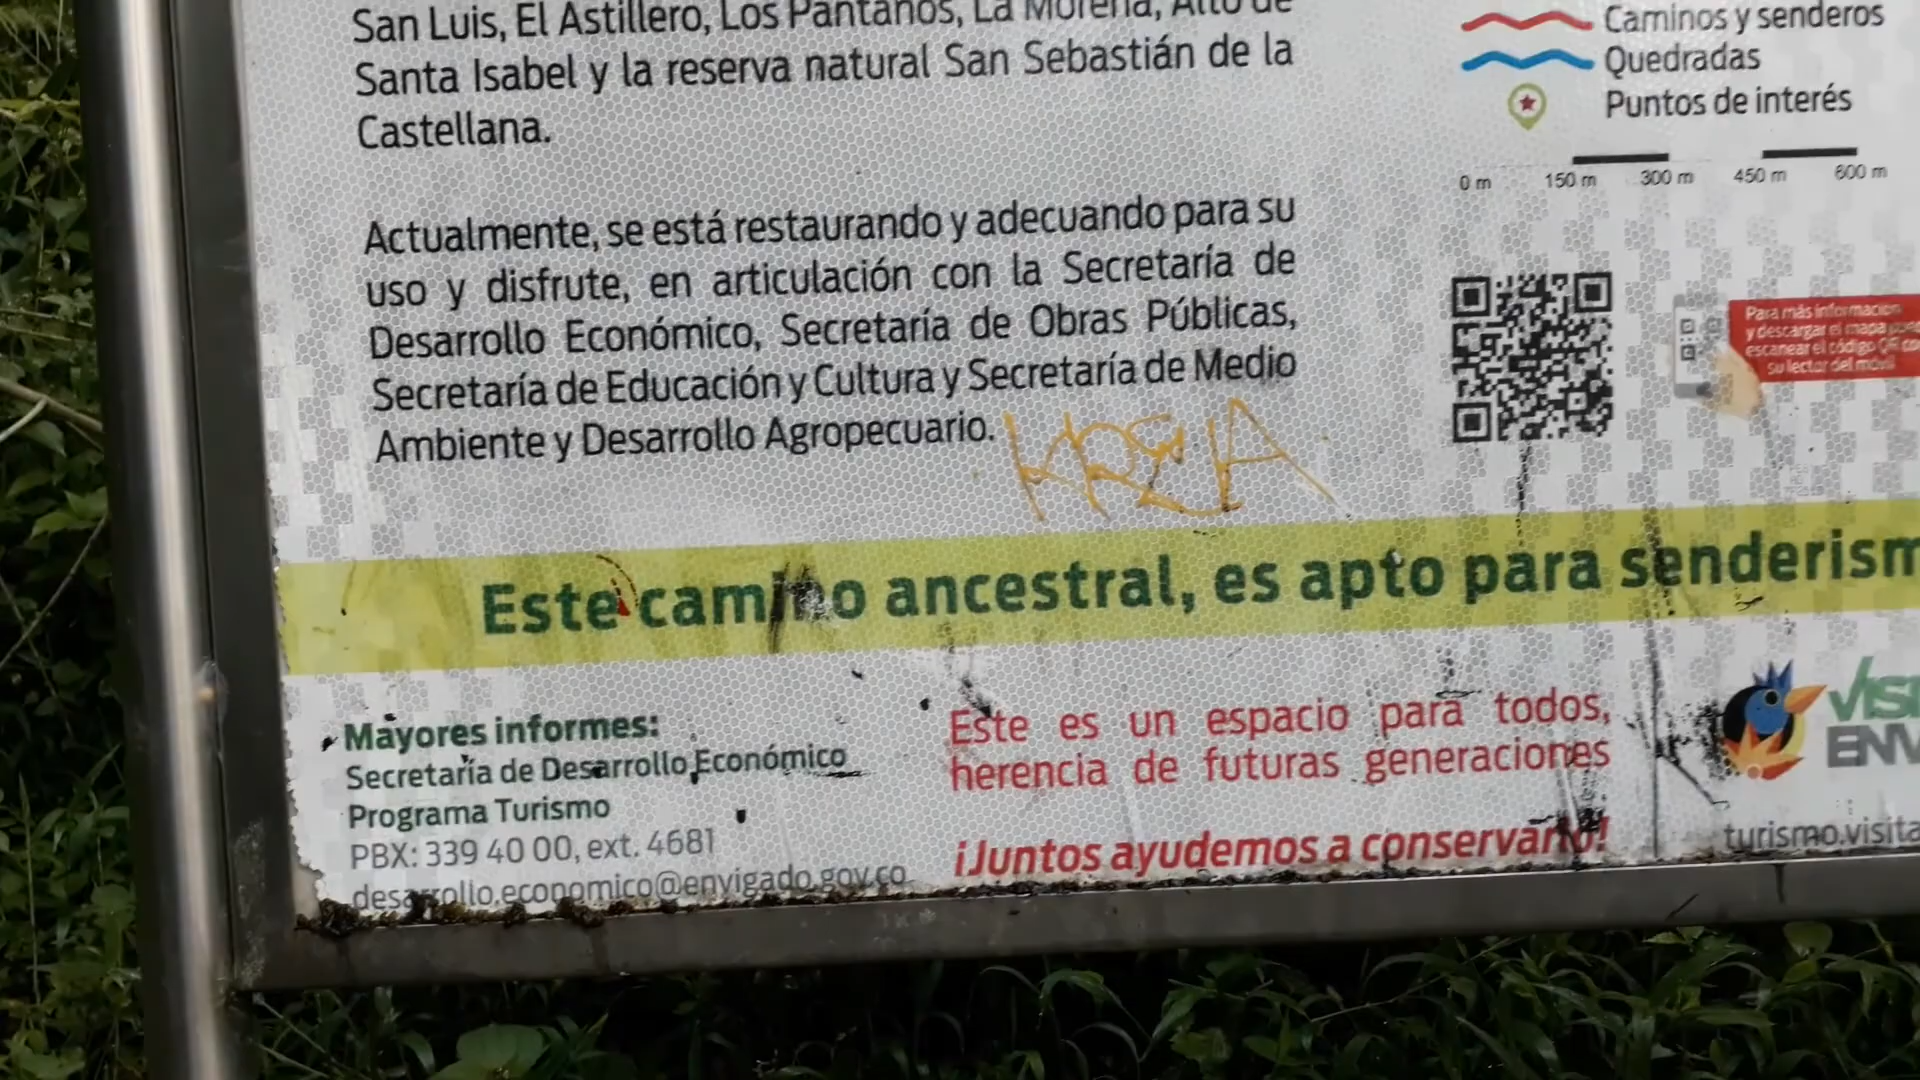 San Luis, El Astillero, Los Pantanos, La Morena, Alto de
Santa Isabel y la reserva natural San Sebastián de la
Castellana.
Actualmente, se está restaurando y adecuando para su
uso y disfrute, en articulación con la Secretaría de
Desarrollo Económico, Secretaría de Obras Públicas,
Secretaría de Educación y Cultura y Secretaría de Medio
Ambiente y Desarrollo Agropecuario.
Caminos y senderos
Quedradas
Puntos de interés
0 m 150 m 300 m 450 m 600 m
Para más información
y descargar el mapa
escanear el código QR
su lector del móvil
Este camino ancestral, es apto para senderism
Mayores informes:
Secretaría de Desarrollo Económico
Programa Turismo
PBX: 339 40 00, ext. 4681
desarrollo.economico@envigado.gov.co
Este es un espacio para todos,
herencia de futuras generaciones
¡Juntos ayudemos a conservarlo!
VISI
ENV
turismo.visita